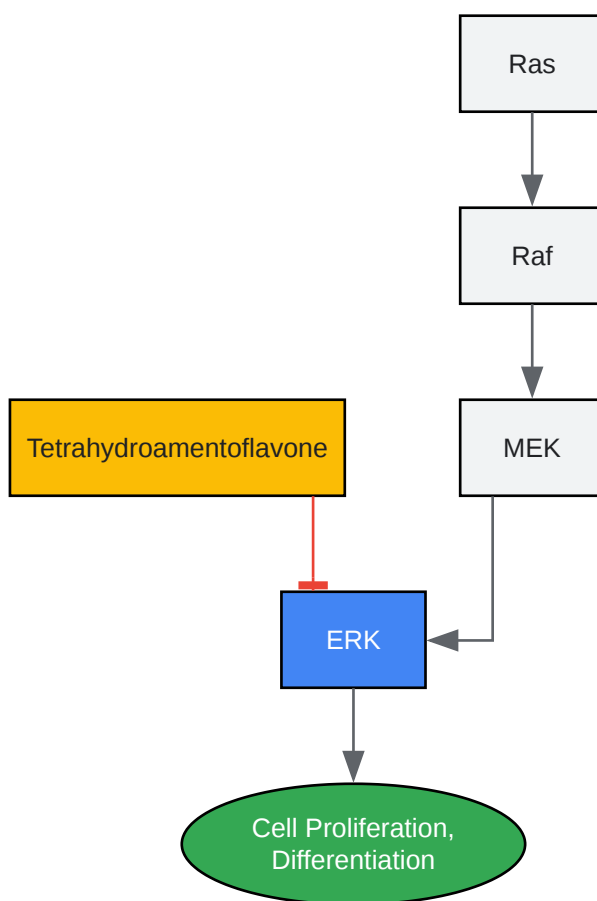 Ras
Raf
Tetrahydroamentoflavone
MEK
ERK
Cell Proliferation,
Differentiation